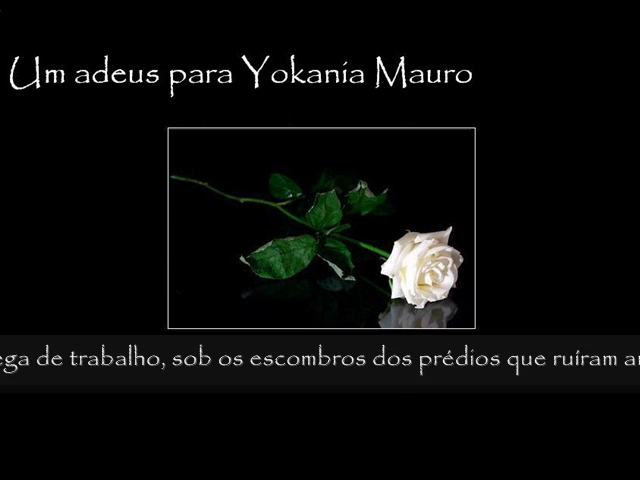 Um adeus para Yokania Mauro
de trabalho, sob os escombros dos prédios que ruíram